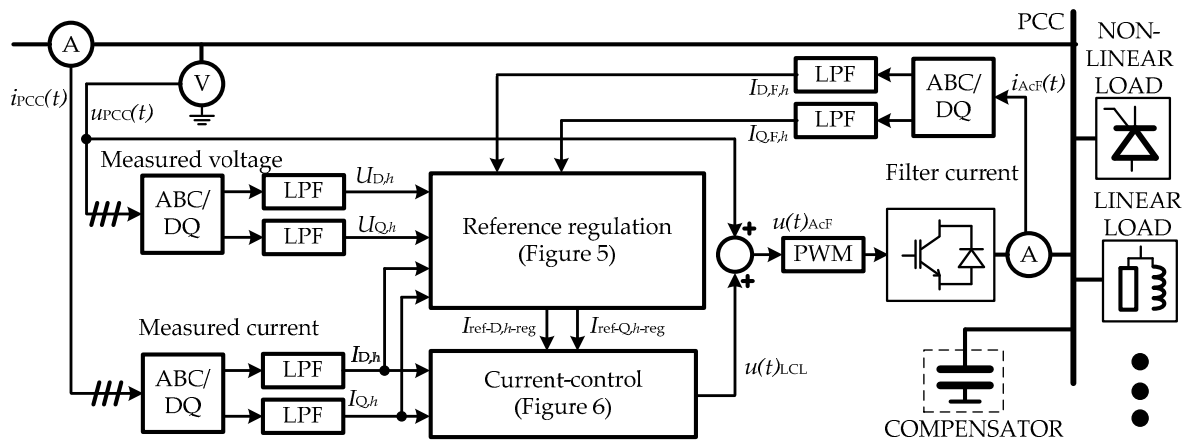 PCC
NON-
LINEAR
LOAD
A
V
iPCC(t)
uPCC(t)
LPF
ID,F,h
LPF
IQ,F,h
ABC/
DQ
iAcF(t)
Measured voltage
ABC/
DQ
LPF
UD,h
LPF
UQ,h
Reference regulation
(Figure 5)
Filter current
LINEAR
LOAD
+
+
u(t)AcF
PWM
A
Measured current
Iref-D,h-reg
Iref-Q,h-reg
ABC/
DQ
LPF
ID,h
LPF
IQ,h
Current-control
(Figure 6)
u(t)LCL
COMPENSATOR